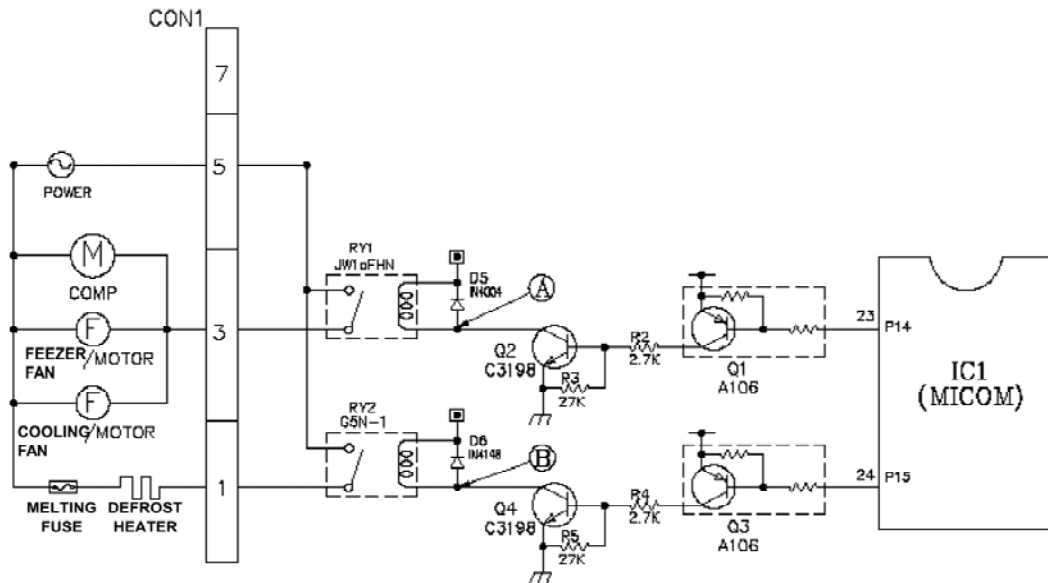 CON1
7
5
POWER
M
COMP
RY1
JW1aFHN
D5
IN4004
A
3
F
FEEZER/MOTOR
FAN
Q2
C3198
R3
27K
R2
2.7K
Q1
A106
23
P14
IC1
(MICOM)
F
COOLING/MOTOR
FAN
RY2
G5N-1
D6
IN4148
B
1
MELTING
FUSE
DEFROST
HEATER
Q4
C3198
R5
27K
R4
2.7K
Q3
A106
24
P15